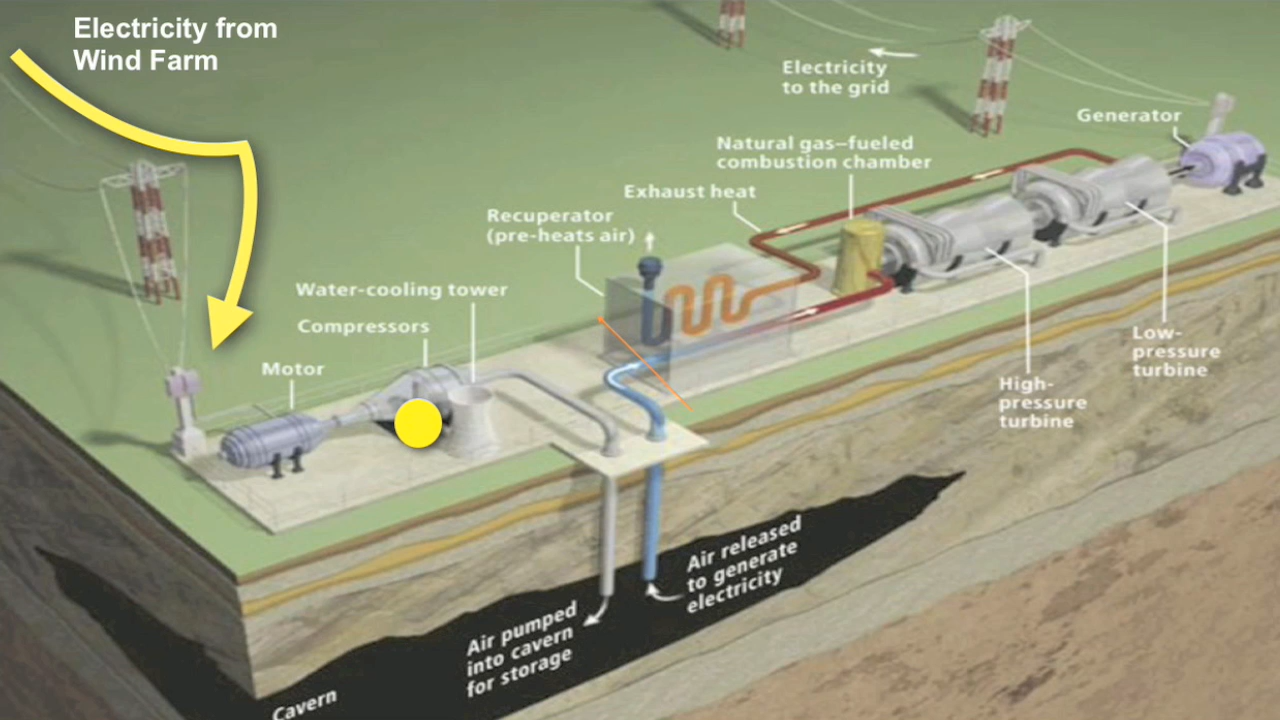 Electricity from
Wind Farm
Electricity
to the grid
Generator
Natural gas–fueled
combustion chamber
Exhaust heat
Recuperator
(pre-heats air)
Water-cooling tower
Compressors
Motor
Low-
pressure
turbine
High-
pressure
turbine
Air released
to generate
electricity
Air pumped
into cavern
for storage
Cavern